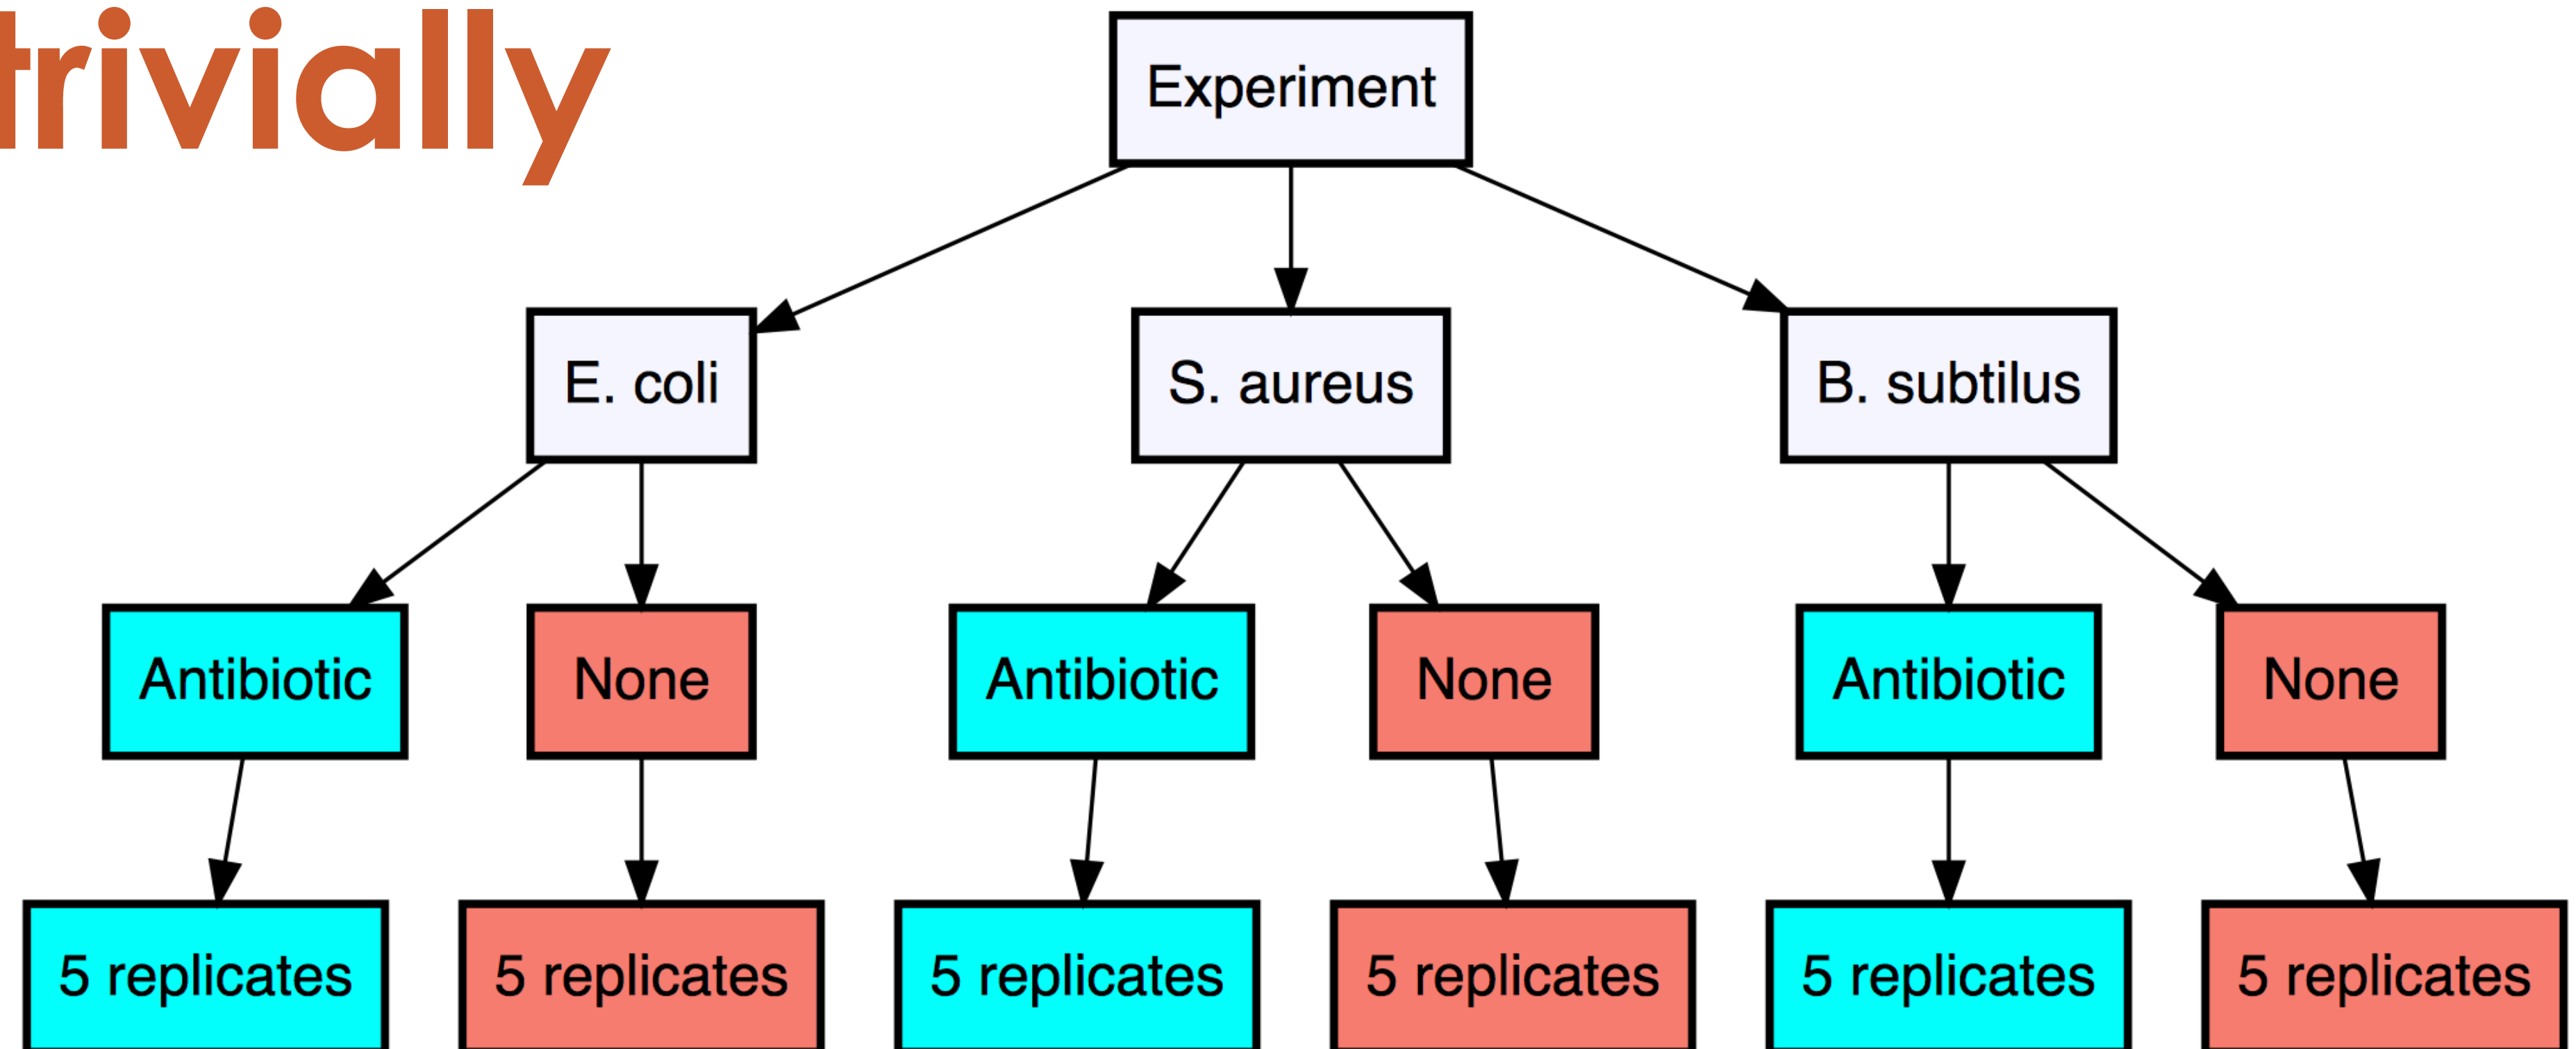 trivially
Experiment
E. coli
S. aureus
B. subtilus
Antibiotic
None
Antibiotic
None
Antibiotic
None
5 replicates
5 replicates
5 replicates
5 replicates
5 replicates
5 replicates